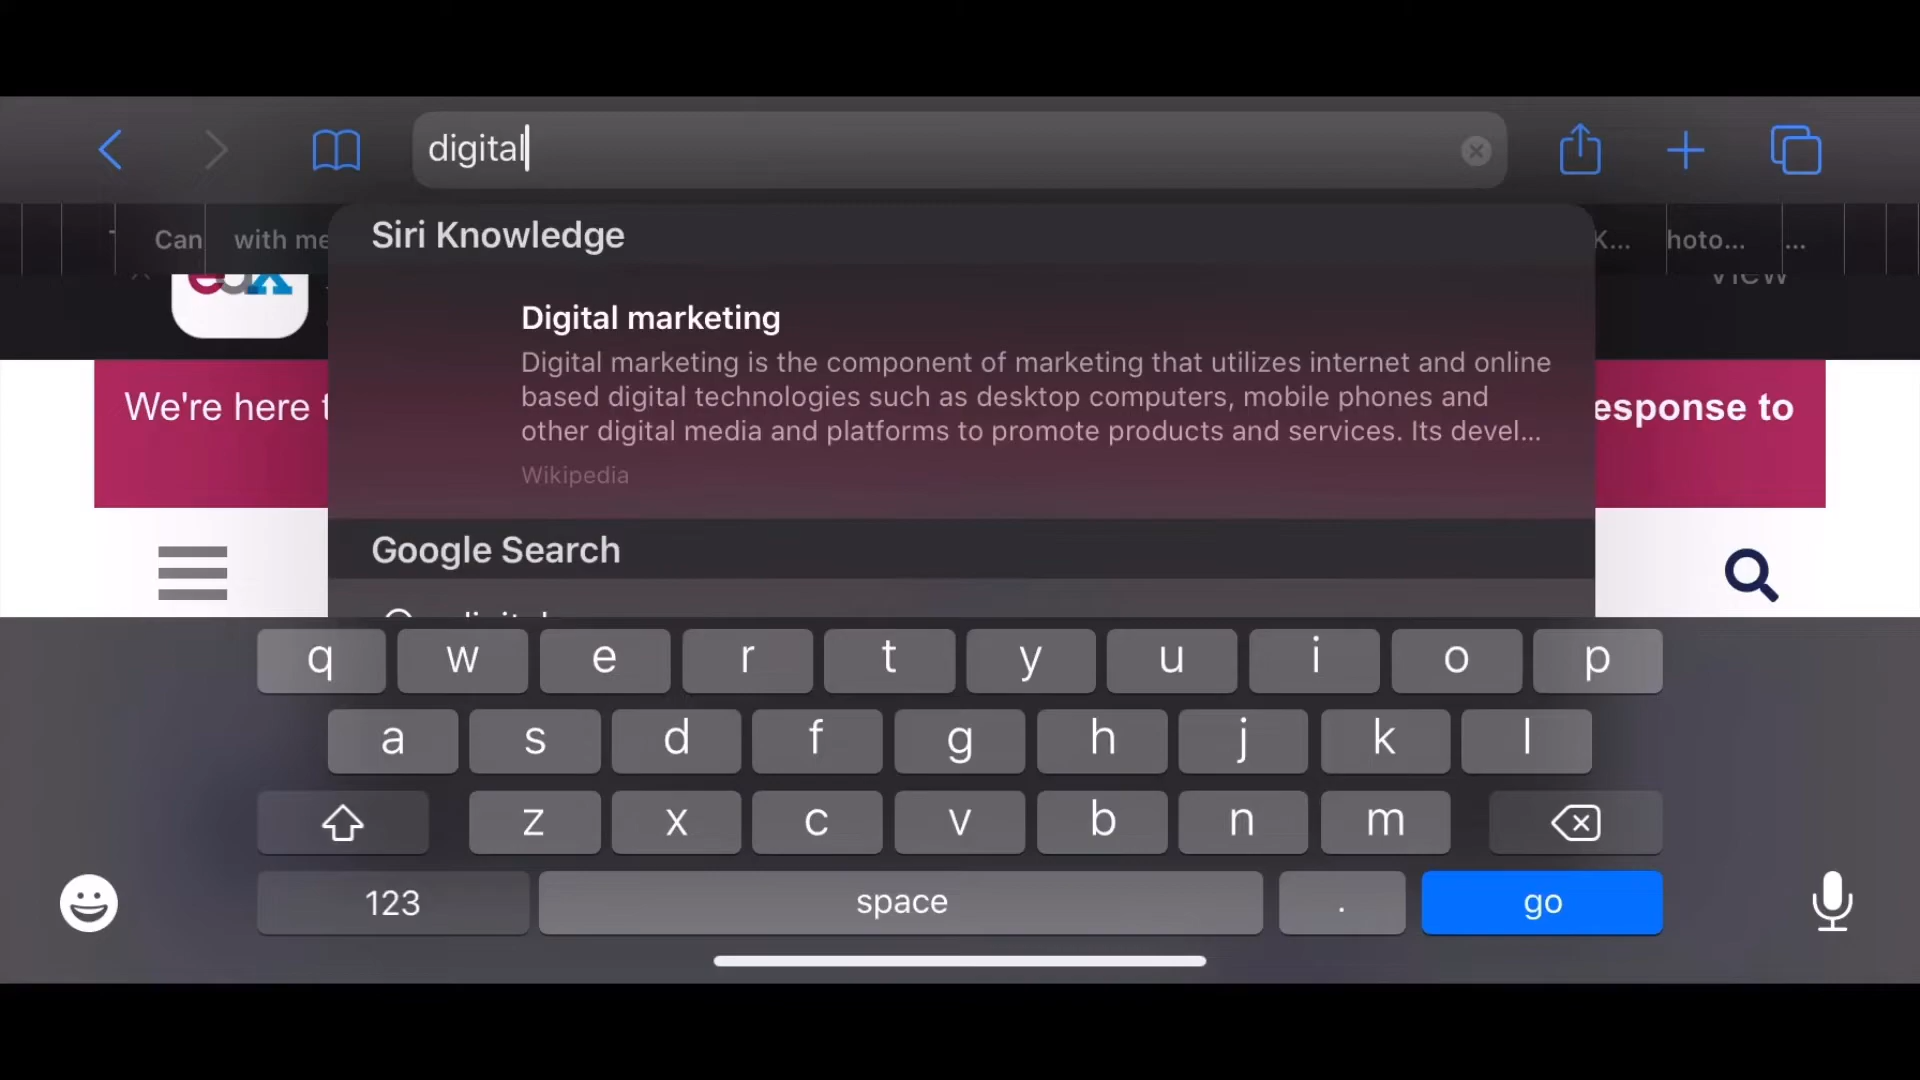 digital
Can
with me
K...
hoto...
...
Siri Knowledge
Digital marketing
Digital marketing is the component of marketing that utilizes internet and online
based digital technologies such as desktop computers, mobile phones and
other digital media and platforms to promote products and services. Its devel...
Wikipedia
We're here t
esponse to
Google Search
q w e r t y u i o p
a s d f g h j k l
z x c v b n m
123 space . go